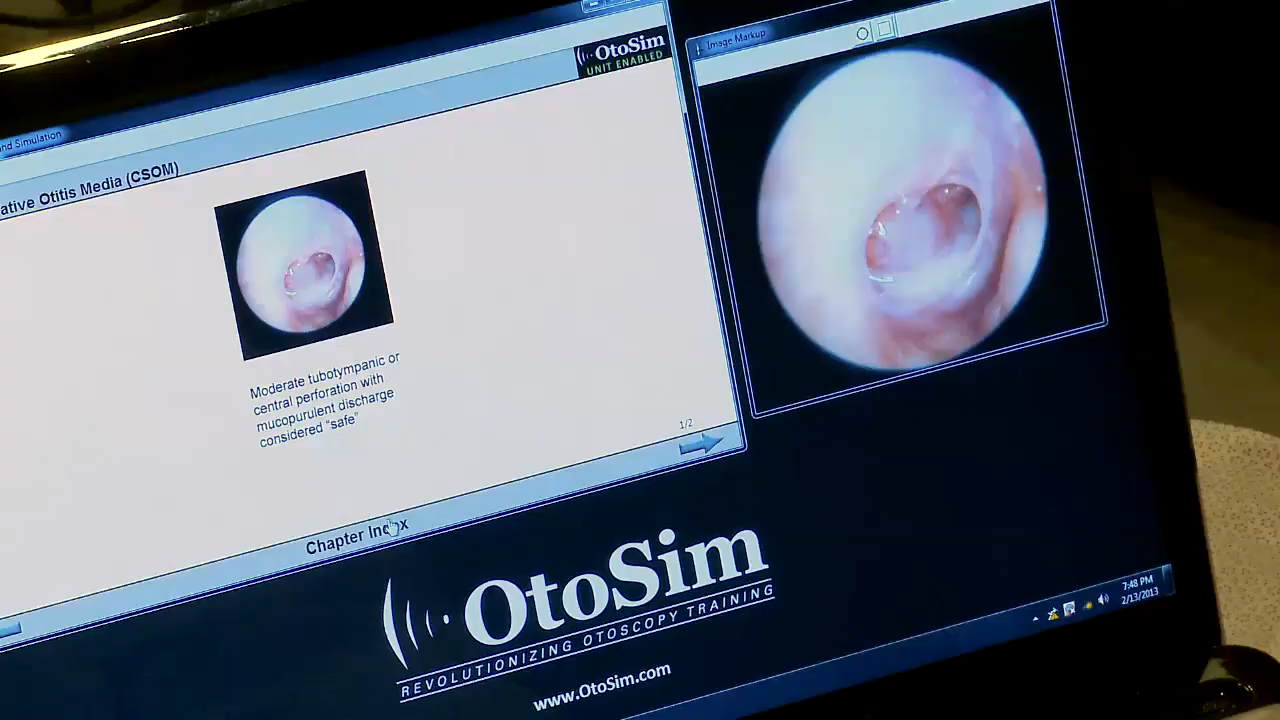 OtoSim
UNIT ENABLED
Image Markup
and Simulation
ative Otitis Media (CSOM)
Moderate tubotympanic or
central perforation with
mucopurulent discharge
considered "safe"
1/2
Chapter Index
OtoSim
REVOLUTIONIZING OTOSCOPY TRAINING
www.OtoSim.com
7:48 PM
2/13/2013